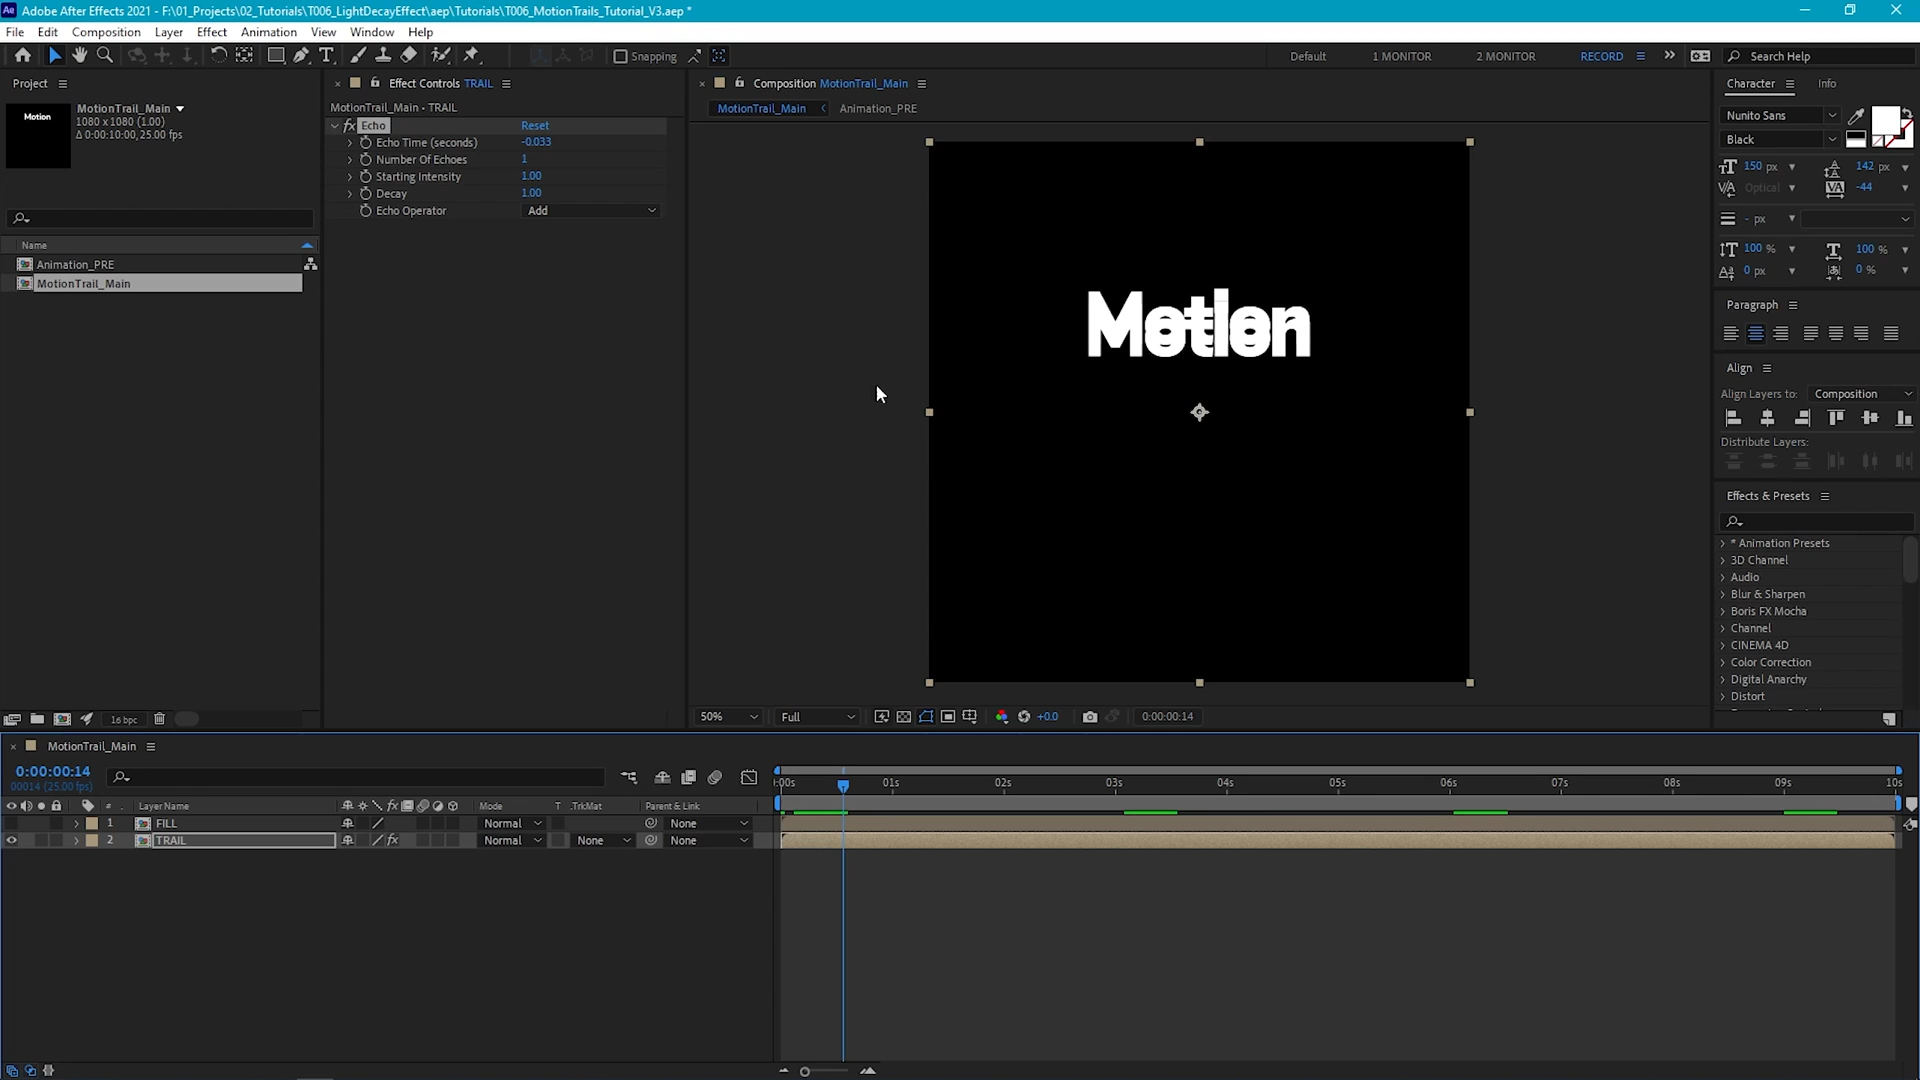 Adobe After Effects 2021 - F:\01_Projects\02_Tutorials\T006_LightDecayEffect\aep\Tutorials\T006_MotionTrails_Tutorial_V3.aep *
File Edit Composition Layer Effect Animation View Window Help
Snapping Default 1 MONITOR 2 MONITOR RECORD Search Help
Project
MotionTrail_Main
1080 x 1080 (1.00)
Δ 0:00:10:00, 25.00 fps
Motion
Name
Animation_PRE
MotionTrail_Main
16 bpc
Effect Controls TRAIL
MotionTrail_Main • TRAIL
fx Echo Reset
Echo Time (seconds) -0.033
Number Of Echoes 1
Starting Intensity 1.00
Decay 1.00
Echo Operator Add
Composition MotionTrail_Main
MotionTrail_Main Animation_PRE
Motion
50% Full +0.0 0:00:00:14
Character Info
Nunito Sans
Black
150 px 142 px
Optical -44
- px
100 % 100 %
0 px 0 %
Paragraph
Align
Align Layers to: Composition
Distribute Layers:
Effects & Presets
* Animation Presets
3D Channel
Audio
Blur & Sharpen
Boris FX Mocha
Channel
CINEMA 4D
Color Correction
Digital Anarchy
Distort
MotionTrail_Main
0:00:00:14
00014 (25.00 fps)
:00s 01s 02s 03s 04s 05s 06s 07s 08s 09s 10s
# Layer Name Mode T .TrkMat Parent & Link
1 FILL Normal None
2 TRAIL Normal None None